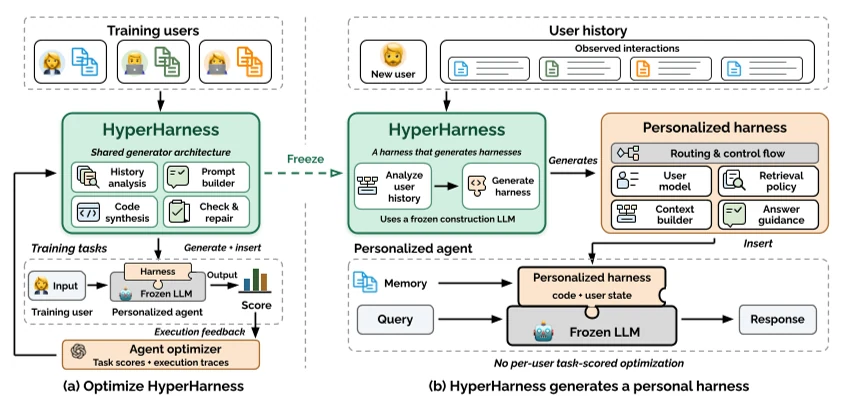 Training users
HyperHarness
Shared generator architecture
History
analysis
Prompt
builder
Code
synthesis
Check &
repair
Training tasks
Generate + insert
Input
Harness
Frozen LLM
Output
Score
Training user
Personalized agent
Execution feedback
Agent optimizer
Task scores + execution traces
(a) Optimize HyperHarness
Freeze
User history
New user
Observed interactions
HyperHarness
A harness that generates harnesses
Analyze
user
history
Generate
harness
Uses a frozen construction LLM
Generates
Personalized harness
Routing & control flow
User
model
Retrieval
policy
Context
builder
Answer
guidance
Insert
Personalized agent
Memory
Query
Personalized harness
code + user state
Frozen LLM
Response
No per-user task-scored optimization
(b) HyperHarness generates a personal harness